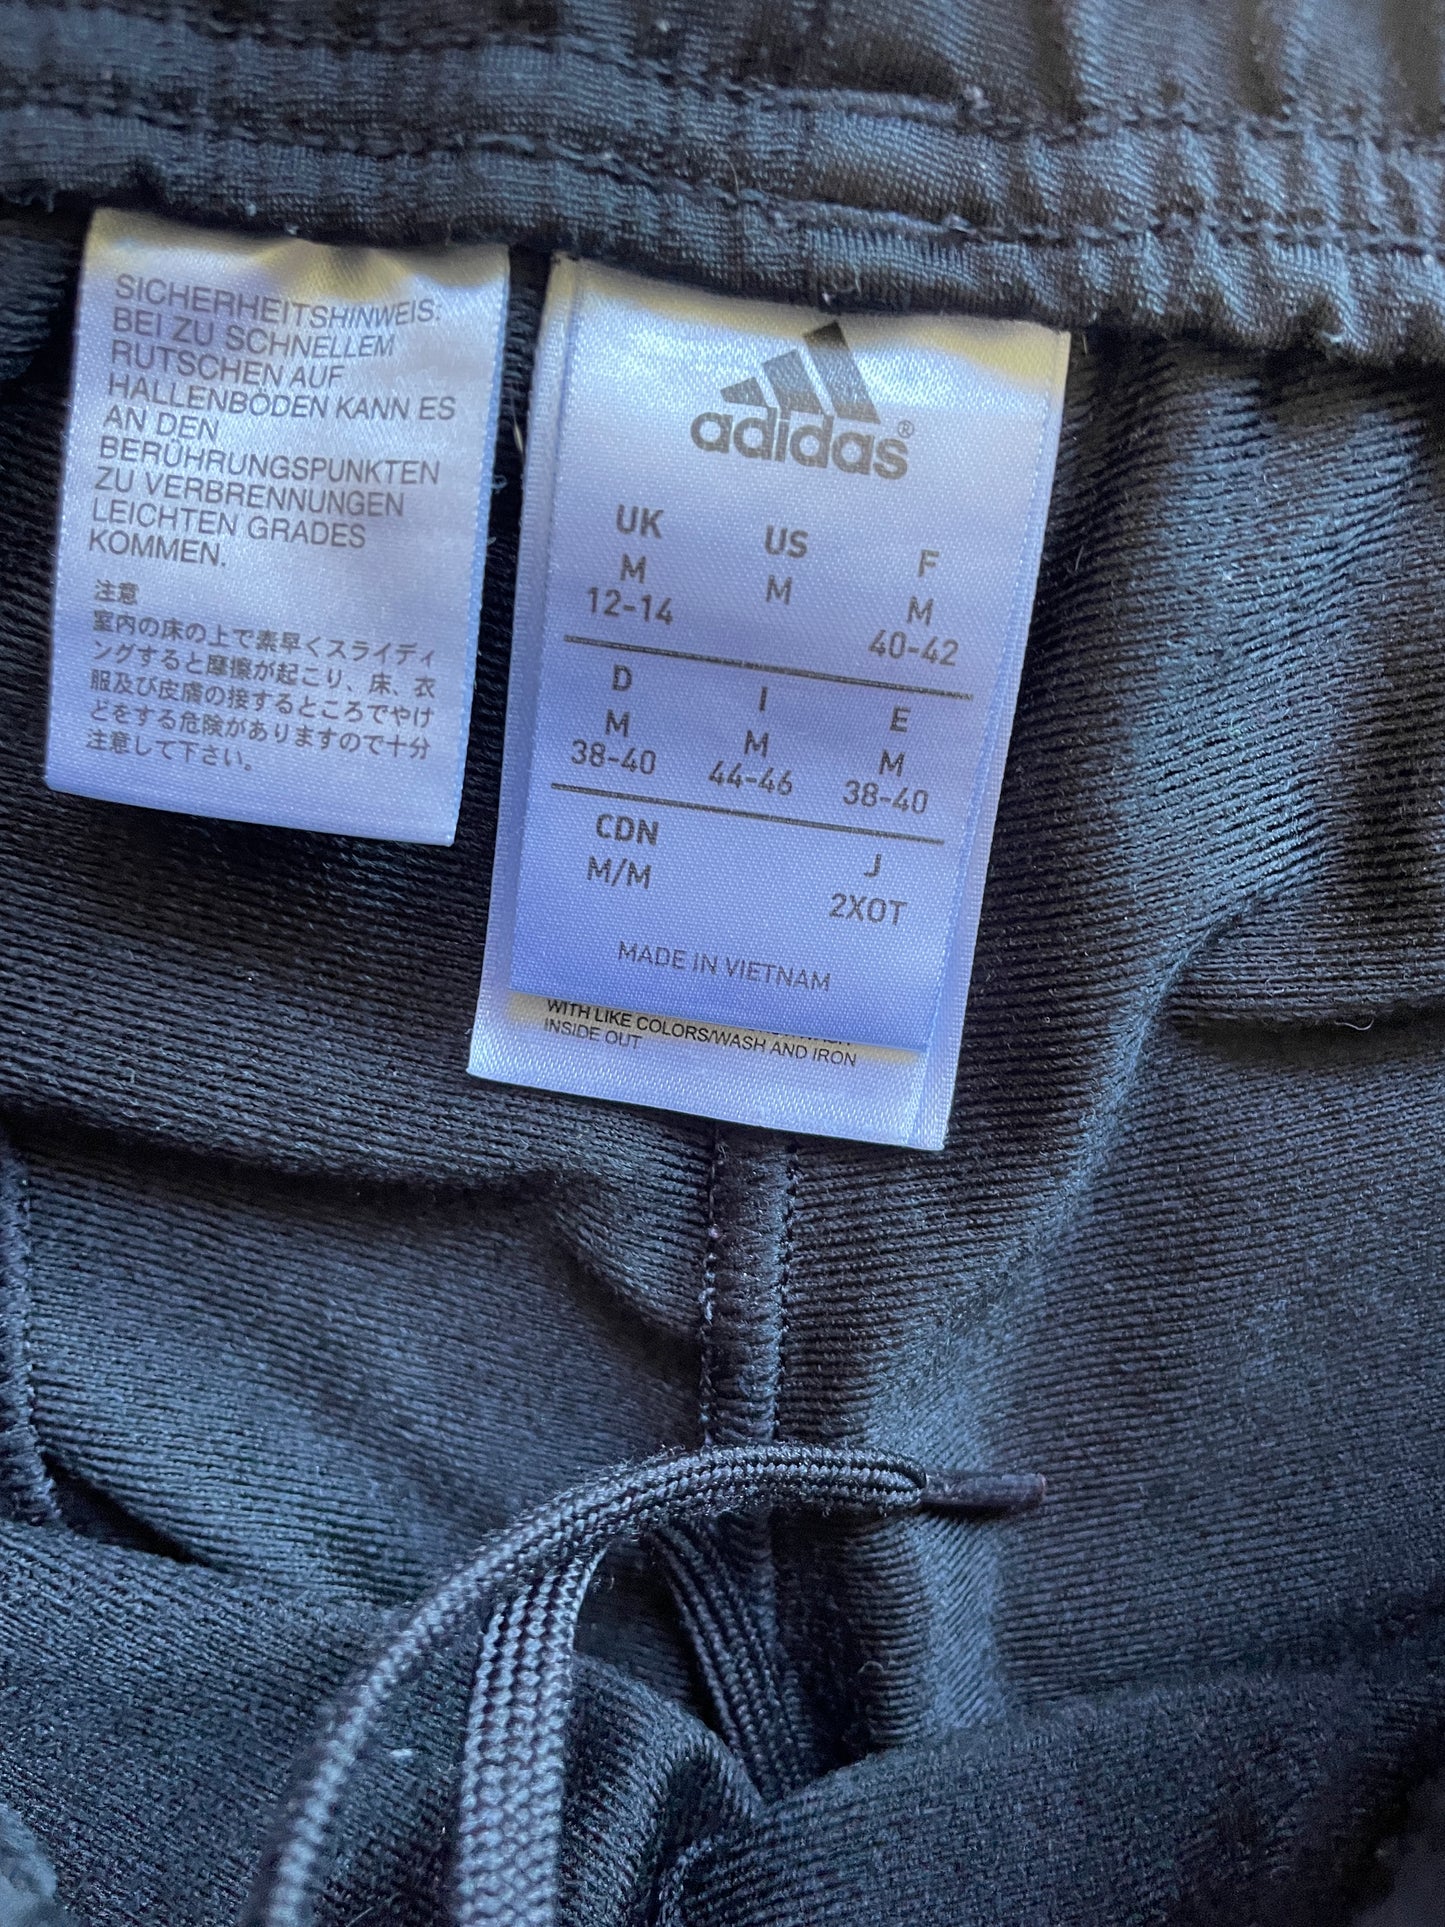 SICHERHEITSHINWEIS:
BEI ZU SCHNELLEM
RUTSCHEN AUF
HALLENBÖDEN KANN ES
AN DEN
BERÜHRUNGSPUNKTEN
ZU VERBRENNUNGEN
LEICHTEN GRADES
KOMMEN.
注意
室内の床の上で素早くスライディ
ングすると摩擦が起こり、床、衣
服及び皮膚の接するところでやけ
どをする危険がありますので十分
注意して下さい。
adidas®
UK US F
M M M
12-14 40-42
D I E
M M M
38-40 44-46 38-40
CDN J
M/M 2XOT
MADE IN VIETNAM
WITH LIKE COLORS/WASH AND IRON
INSIDE OUT